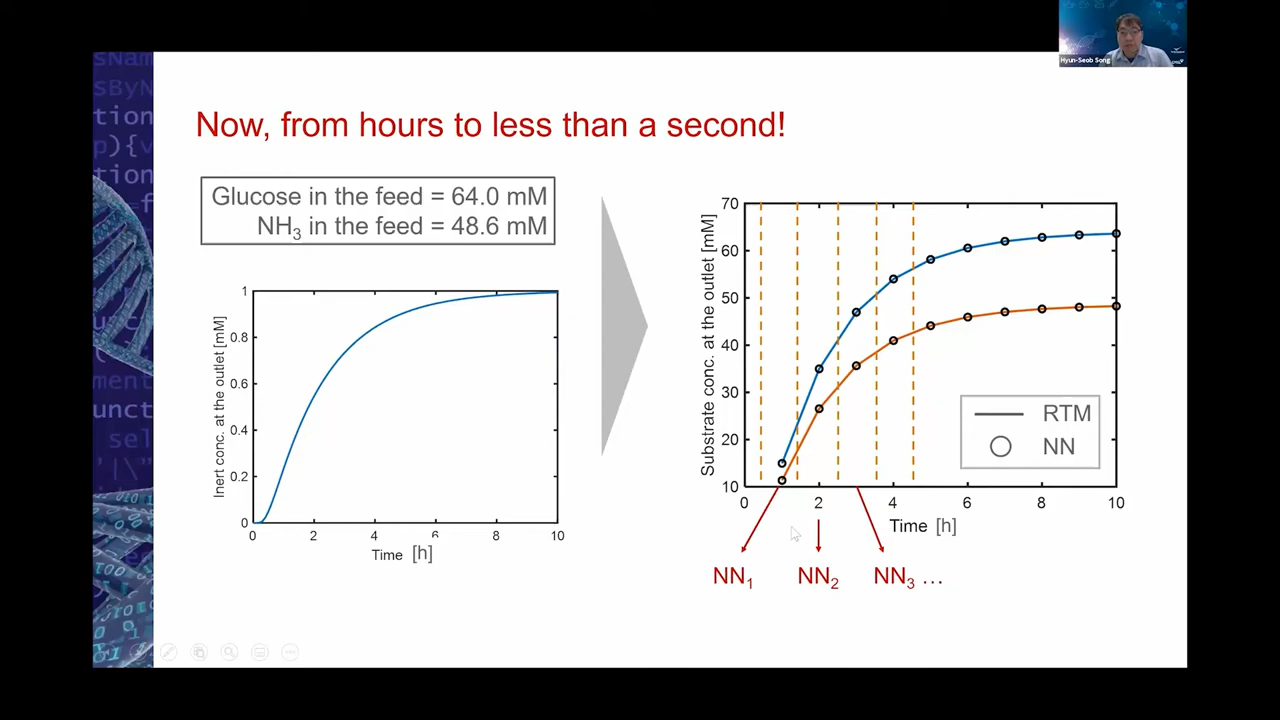 Hyun-Seob Song
Now, from hours to less than a second!
Glucose in the feed = 64.0 mM
NH3 in the feed = 48.6 mM
Inert conc. at the outlet [mM]
1
0.8
0.6
0.4
0.2
0
0 2 4 6 8 10
Time [h]
Substrate conc. at the outlet [mM]
70
60
50
40
30
20
10
0 2 4 6 8 10
Time [h]
RTM
NN
NN1 NN2 NN3 ...